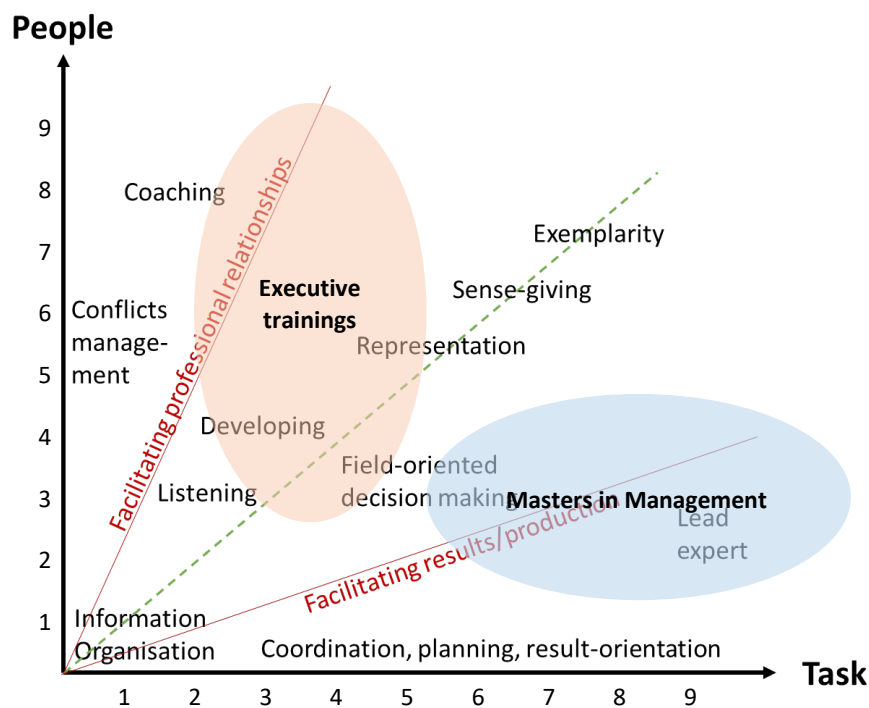 People
9
8
7
6
5
4
3
2
1
Coaching
Conflicts
manage-
ment
Facilitating professional relationships
Executive
trainings
Exemplarity
Sense-giving
Representation
Developing
Listening
Field-oriented
decision making
Masters in Management
Lead
expert
Facilitating results/production
Information
Organisation
Coordination, planning, result-orientation
Task
1 2 3 4 5 6 7 8 9